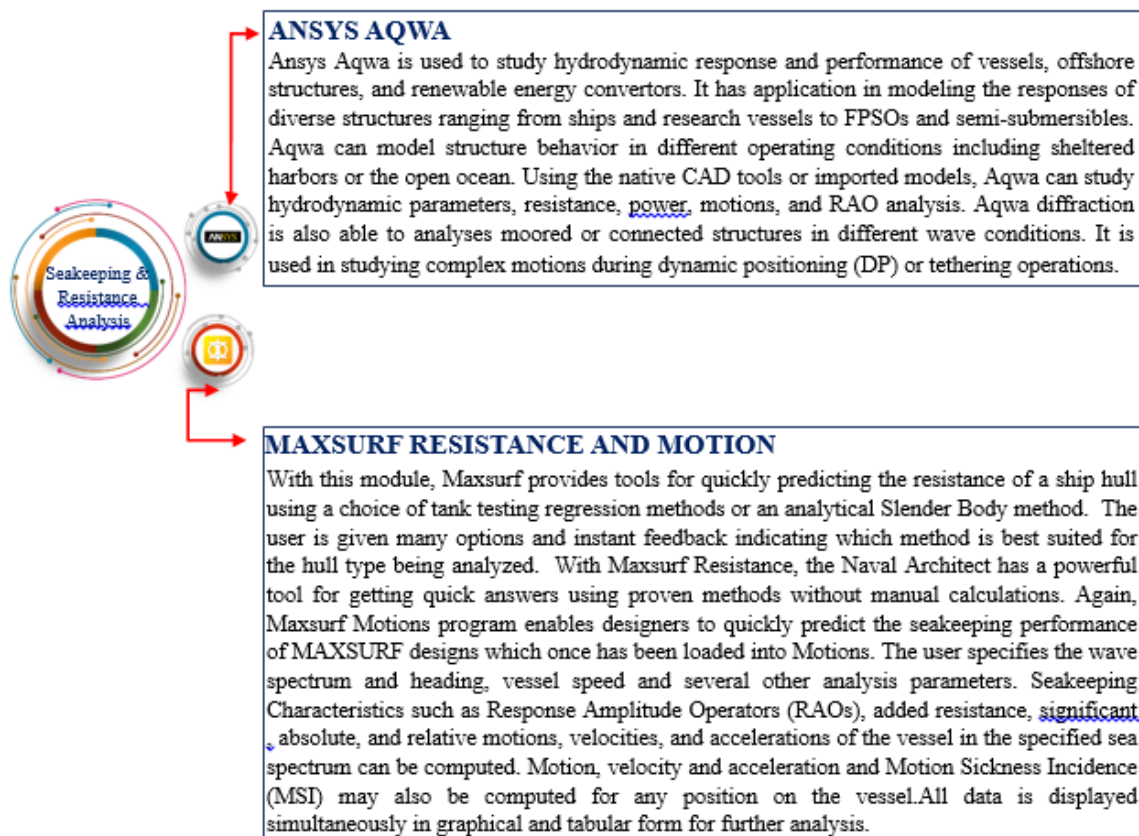 ANSYS AQWA
Ansys Aqwa is used to study hydrodynamic response and performance of vessels, offshore
structures, and renewable energy convertors. It has application in modeling the responses of
diverse structures ranging from ships and research vessels to FPSOs and semi-submersibles.
Aqwa can model structure behavior in different operating conditions including sheltered
harbors or the open ocean. Using the native CAD tools or imported models, Aqwa can study
hydrodynamic parameters, resistance, power, motions, and RAO analysis. Aqwa diffraction
is also able to analyses moored or connected structures in different wave conditions. It is
used in studying complex motions during dynamic positioning (DP) or tethering operations.
ANSYS
Seakeeping &
Resistance
Analysis
MAXSURF RESISTANCE AND MOTION
With this module, Maxsurf provides tools for quickly predicting the resistance of a ship hull
using a choice of tank testing regression methods or an analytical Slender Body method. The
user is given many options and instant feedback indicating which method is best suited for
the hull type being analyzed. With Maxsurf Resistance, the Naval Architect has a powerful
tool for getting quick answers using proven methods without manual calculations. Again,
Maxsurf Motions program enables designers to quickly predict the seakeeping performance
of MAXSURF designs which once has been loaded into Motions. The user specifies the wave
spectrum and heading, vessel speed and several other analysis parameters. Seakeeping
Characteristics such as Response Amplitude Operators (RAOs), added resistance, significant
, absolute, and relative motions, velocities, and accelerations of the vessel in the specified sea
spectrum can be computed. Motion, velocity and acceleration and Motion Sickness Incidence
(MSI) may also be computed for any position on the vessel.All data is displayed
simultaneously in graphical and tabular form for further analysis.